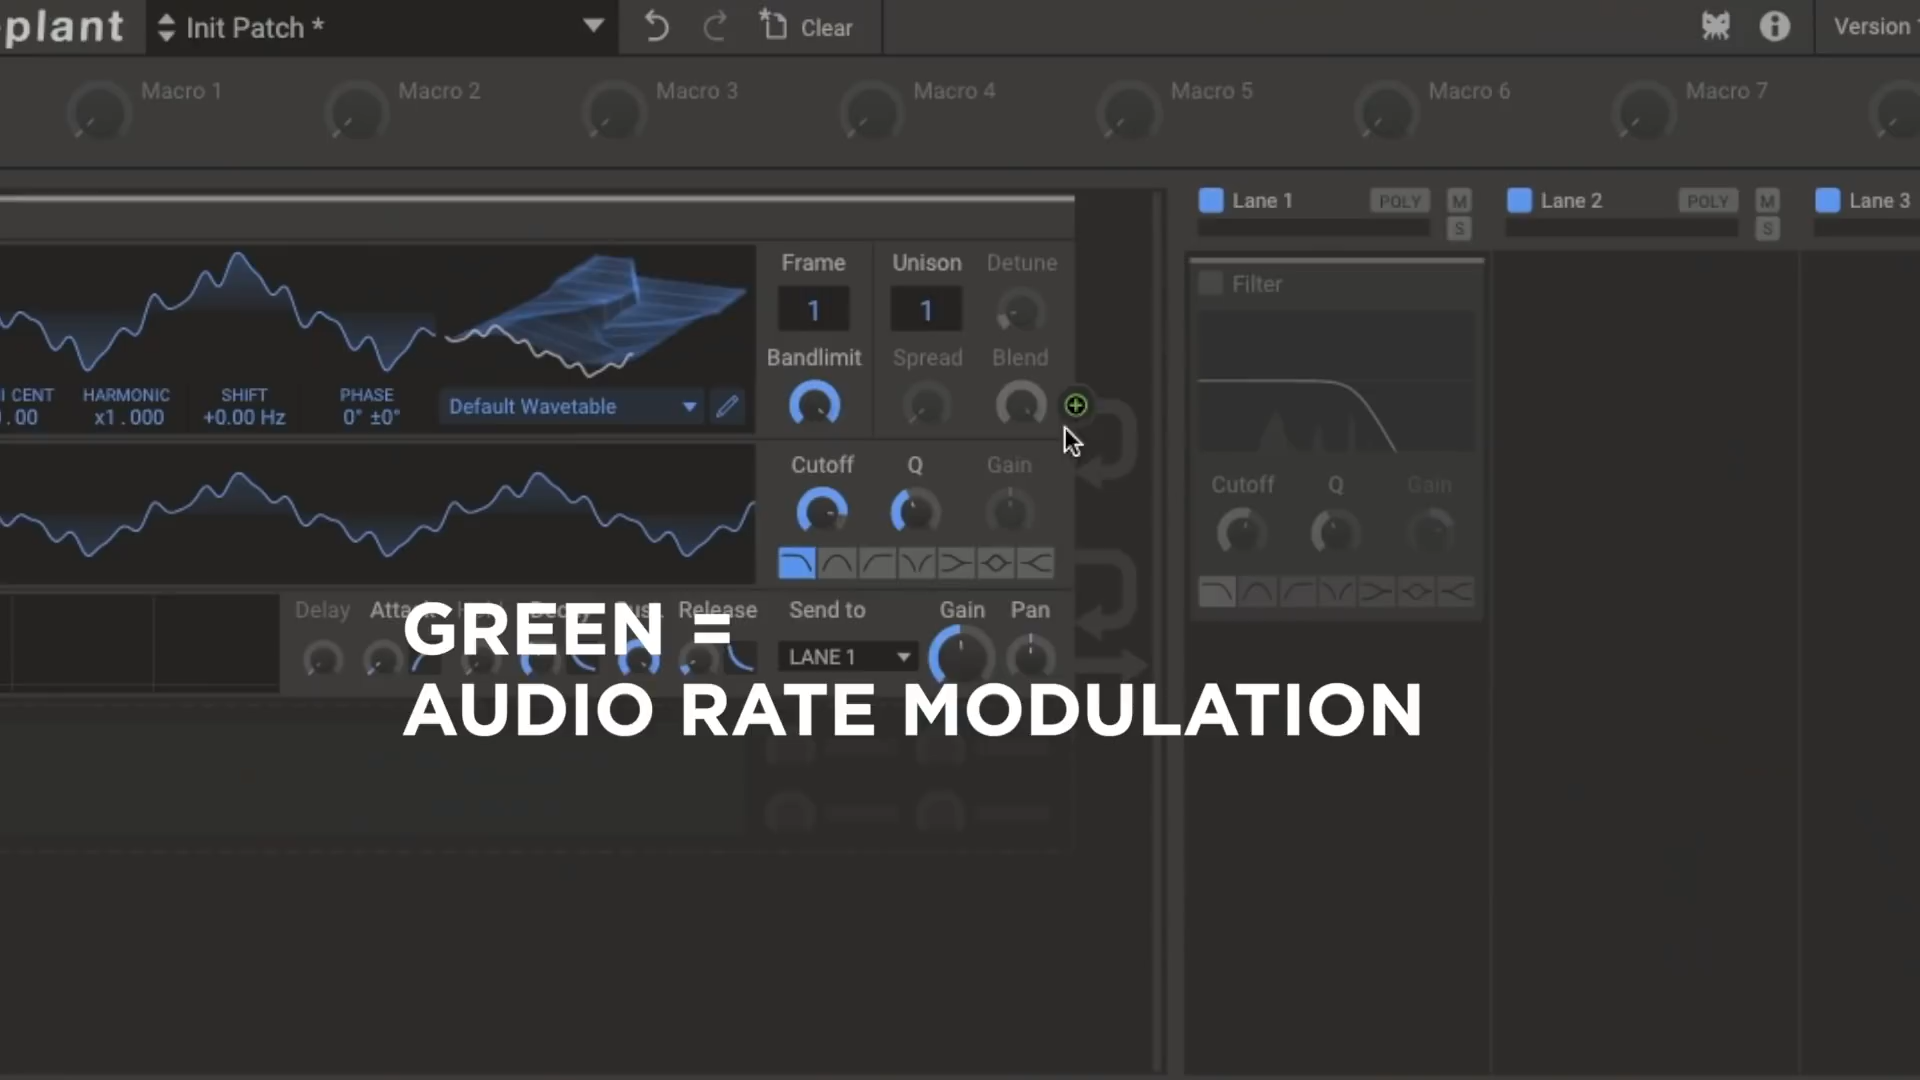 plant Init Patch * Clear Version
Macro 1 Macro 2 Macro 3 Macro 4 Macro 5 Macro 6 Macro 7
Lane 1 POLY M S Lane 2 POLY M S Lane 3
Frame Unison Detune
1 1
Bandlimit Spread Blend
CENT HARMONIC SHIFT PHASE
.00 x1.000 +0.00 Hz 0° ±0°
Default Wavetable
Filter
Cutoff Q Gain
Cutoff Q Gain
Delay Release Send to Gain Pan
LANE 1
GREEN =
AUDIO RATE MODULATION